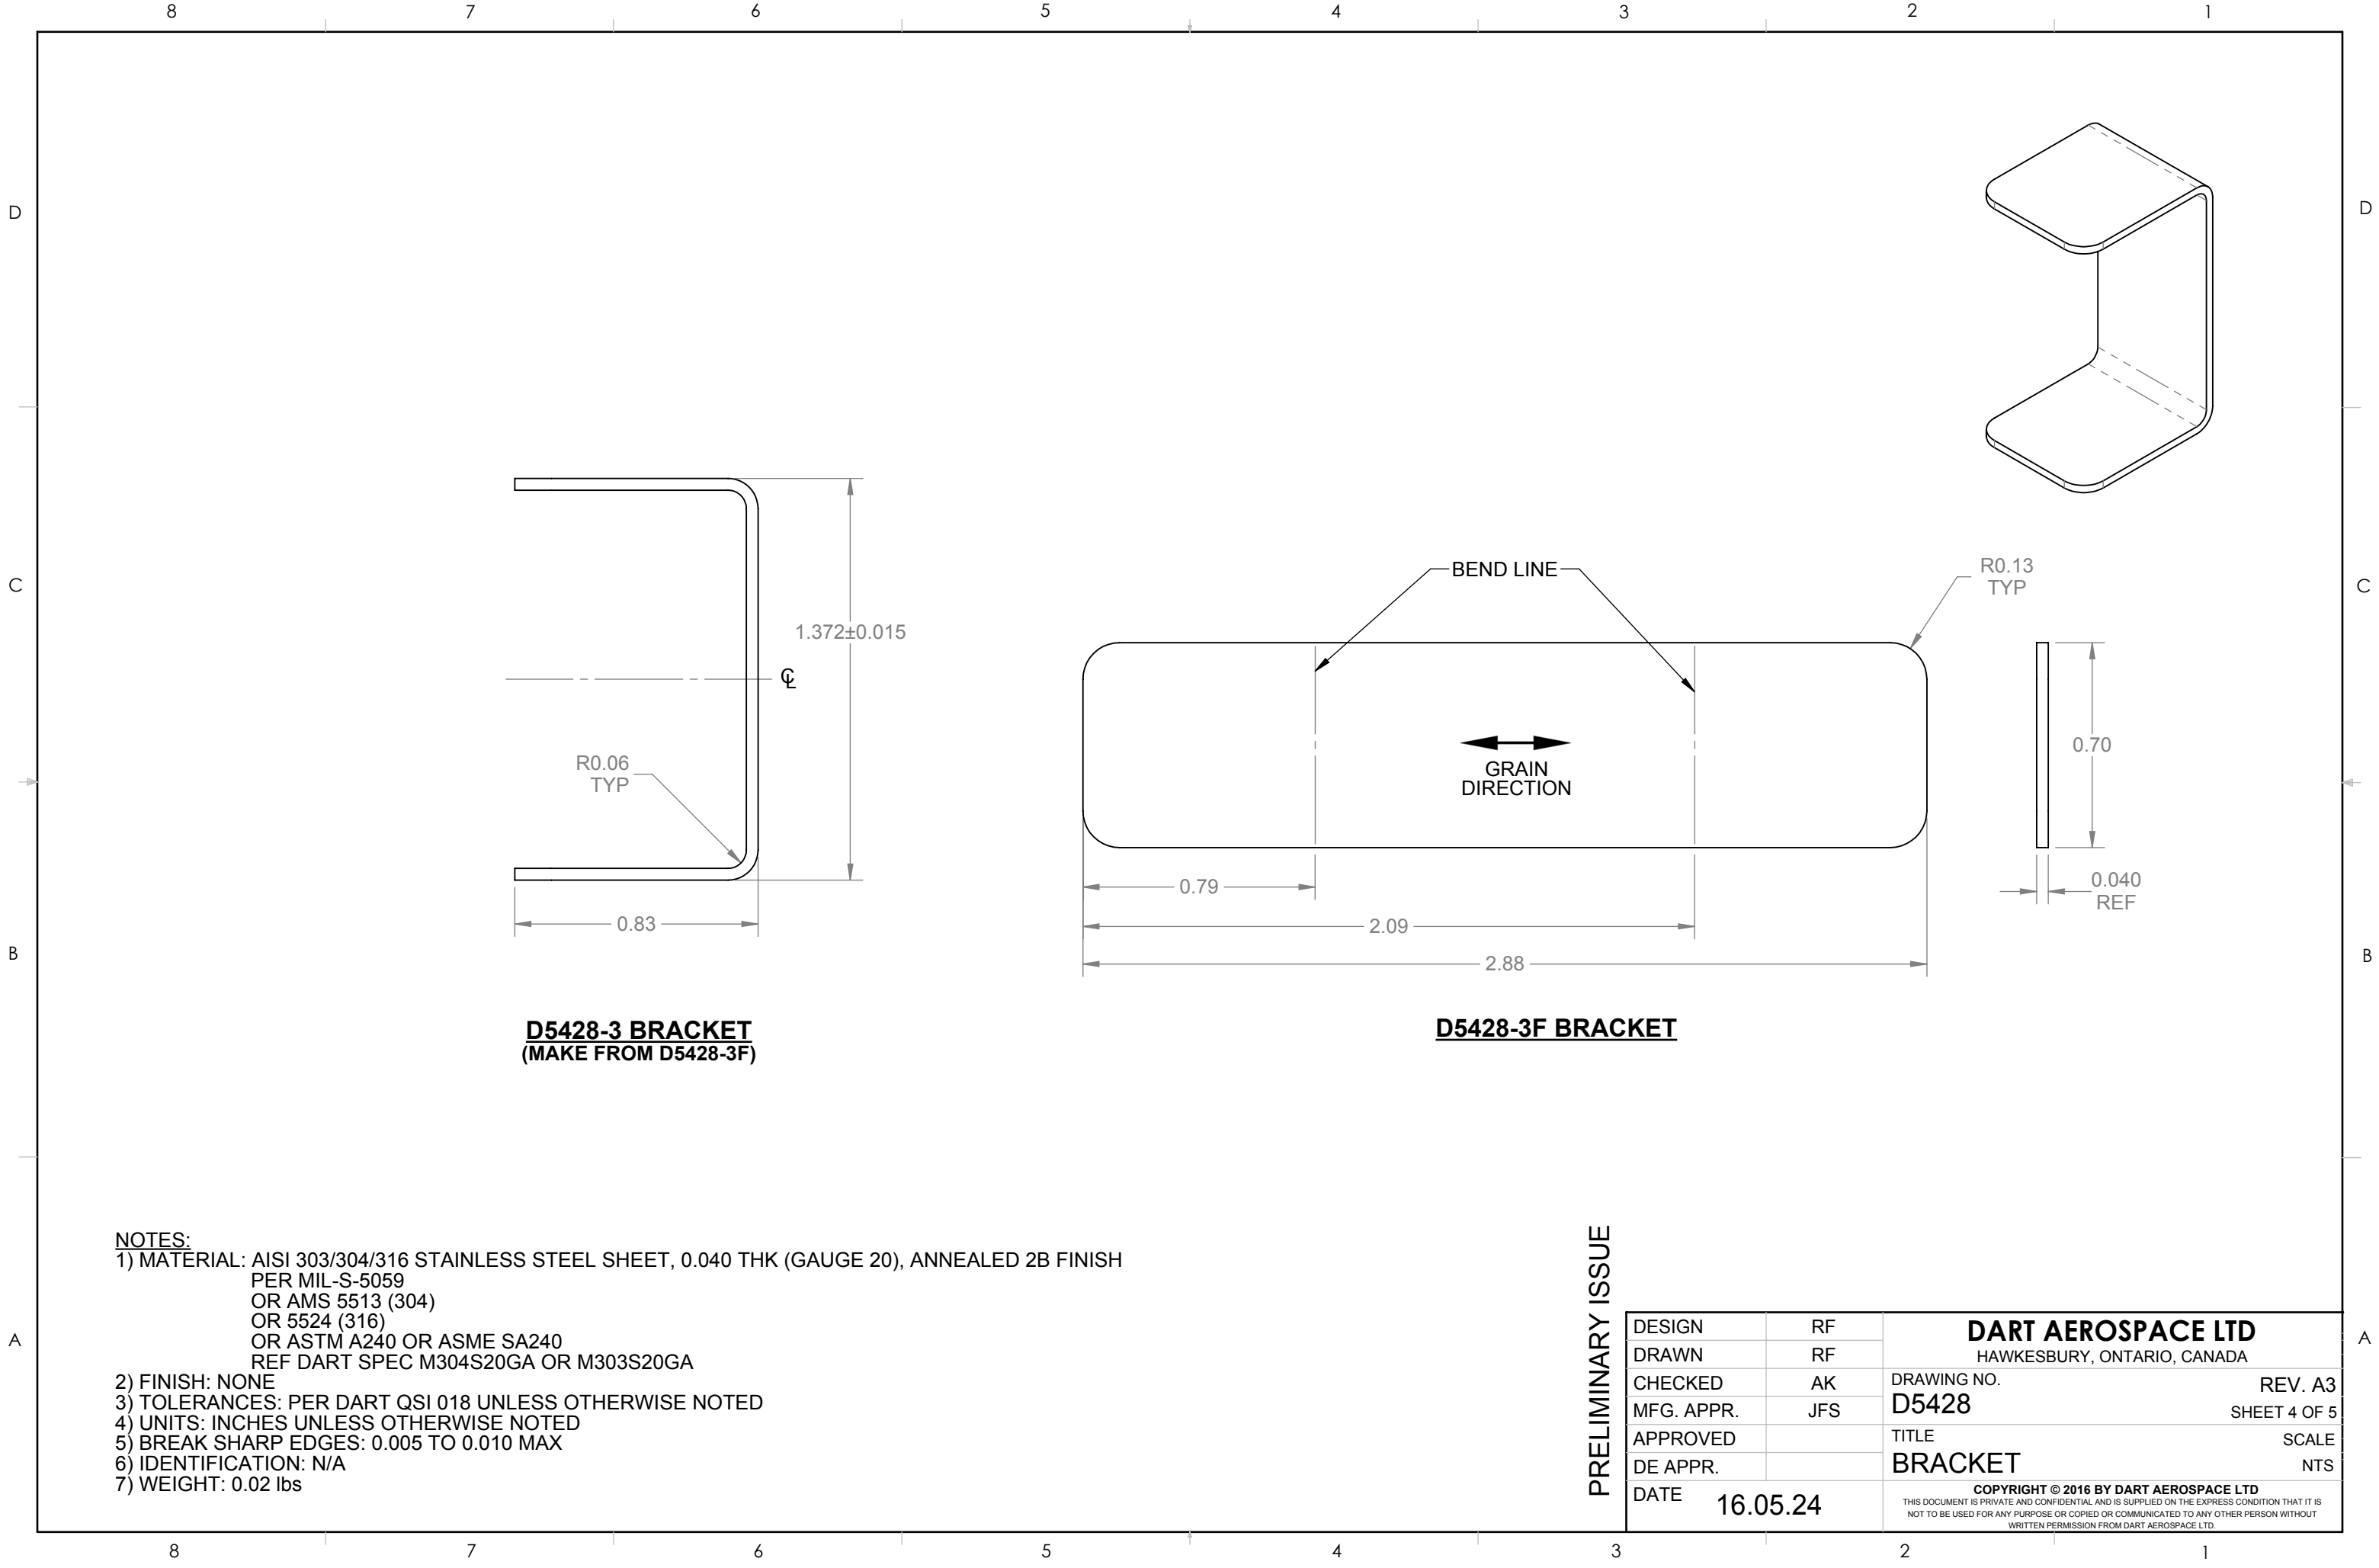 8 7 6 5 4 3 2 1
D D
C C
B B
A A
1.372±0.015
℄
R0.06
TYP
0.83
D5428-3 BRACKET
(MAKE FROM D5428-3F)
BEND LINE
R0.13
TYP
GRAIN
DIRECTION
0.79
2.09
2.88
0.70
0.040
REF
D5428-3F BRACKET
NOTES:
1) MATERIAL: AISI 303/304/316 STAINLESS STEEL SHEET, 0.040 THK (GAUGE 20), ANNEALED 2B FINISH
PER MIL-S-5059
OR AMS 5513 (304)
OR 5524 (316)
OR ASTM A240 OR ASME SA240
REF DART SPEC M304S20GA OR M303S20GA
2) FINISH: NONE
3) TOLERANCES: PER DART QSI 018 UNLESS OTHERWISE NOTED
4) UNITS: INCHES UNLESS OTHERWISE NOTED
5) BREAK SHARP EDGES: 0.005 TO 0.010 MAX
6) IDENTIFICATION: N/A
7) WEIGHT: 0.02 lbs
PRELIMINARY ISSUE
DESIGN RF
DRAWN RF
CHECKED AK
MFG. APPR. JFS
APPROVED
DE APPR.
DATE 16.05.24
DART AEROSPACE LTD
HAWKESBURY, ONTARIO, CANADA
DRAWING NO. REV. A3
D5428 SHEET 4 OF 5
TITLE SCALE
BRACKET NTS
COPYRIGHT © 2016 BY DART AEROSPACE LTD
THIS DOCUMENT IS PRIVATE AND CONFIDENTIAL AND IS SUPPLIED ON THE EXPRESS CONDITION THAT IT IS
NOT TO BE USED FOR ANY PURPOSE OR COPIED OR COMMUNICATED TO ANY OTHER PERSON WITHOUT
WRITTEN PERMISSION FROM DART AEROSPACE LTD.
8 7 6 5 4 3 2 1